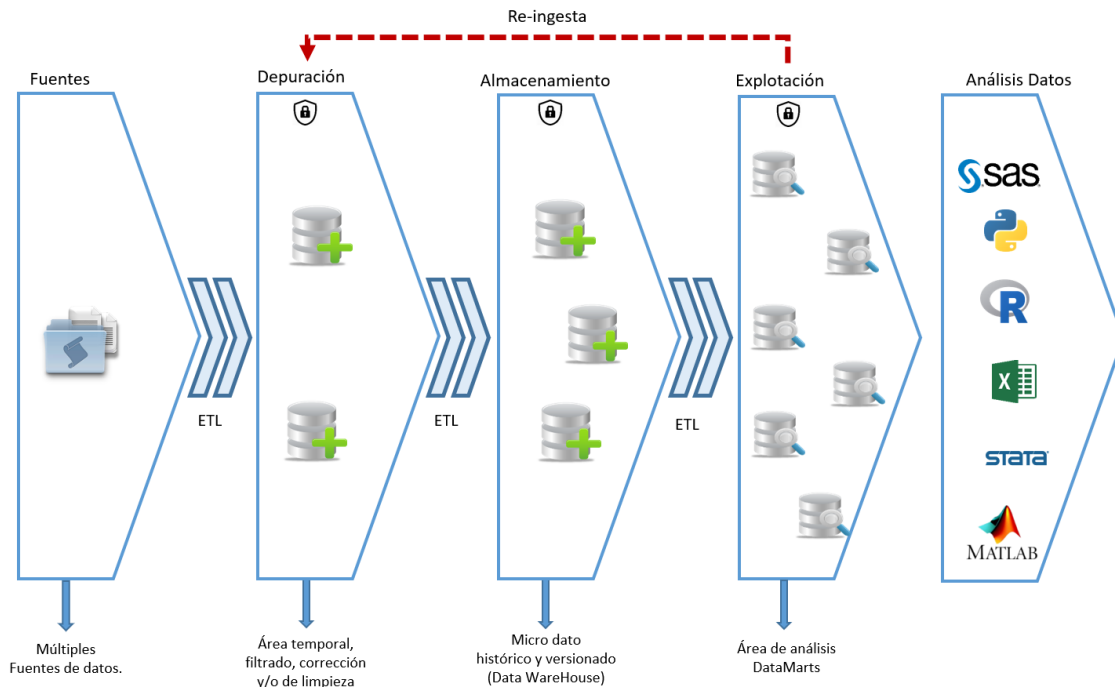 Re-ingesta
Fuentes
Depuración
Almacenamiento
Explotación
Análisis Datos
sas
R
X
STATA
MATLAB
ETL
ETL
ETL
Múltiples
Fuentes de datos.
Área temporal,
filtrado, corrección
y/o de limpieza
Micro dato
histórico y versionado
(Data WareHouse)
Área de análisis
DataMarts